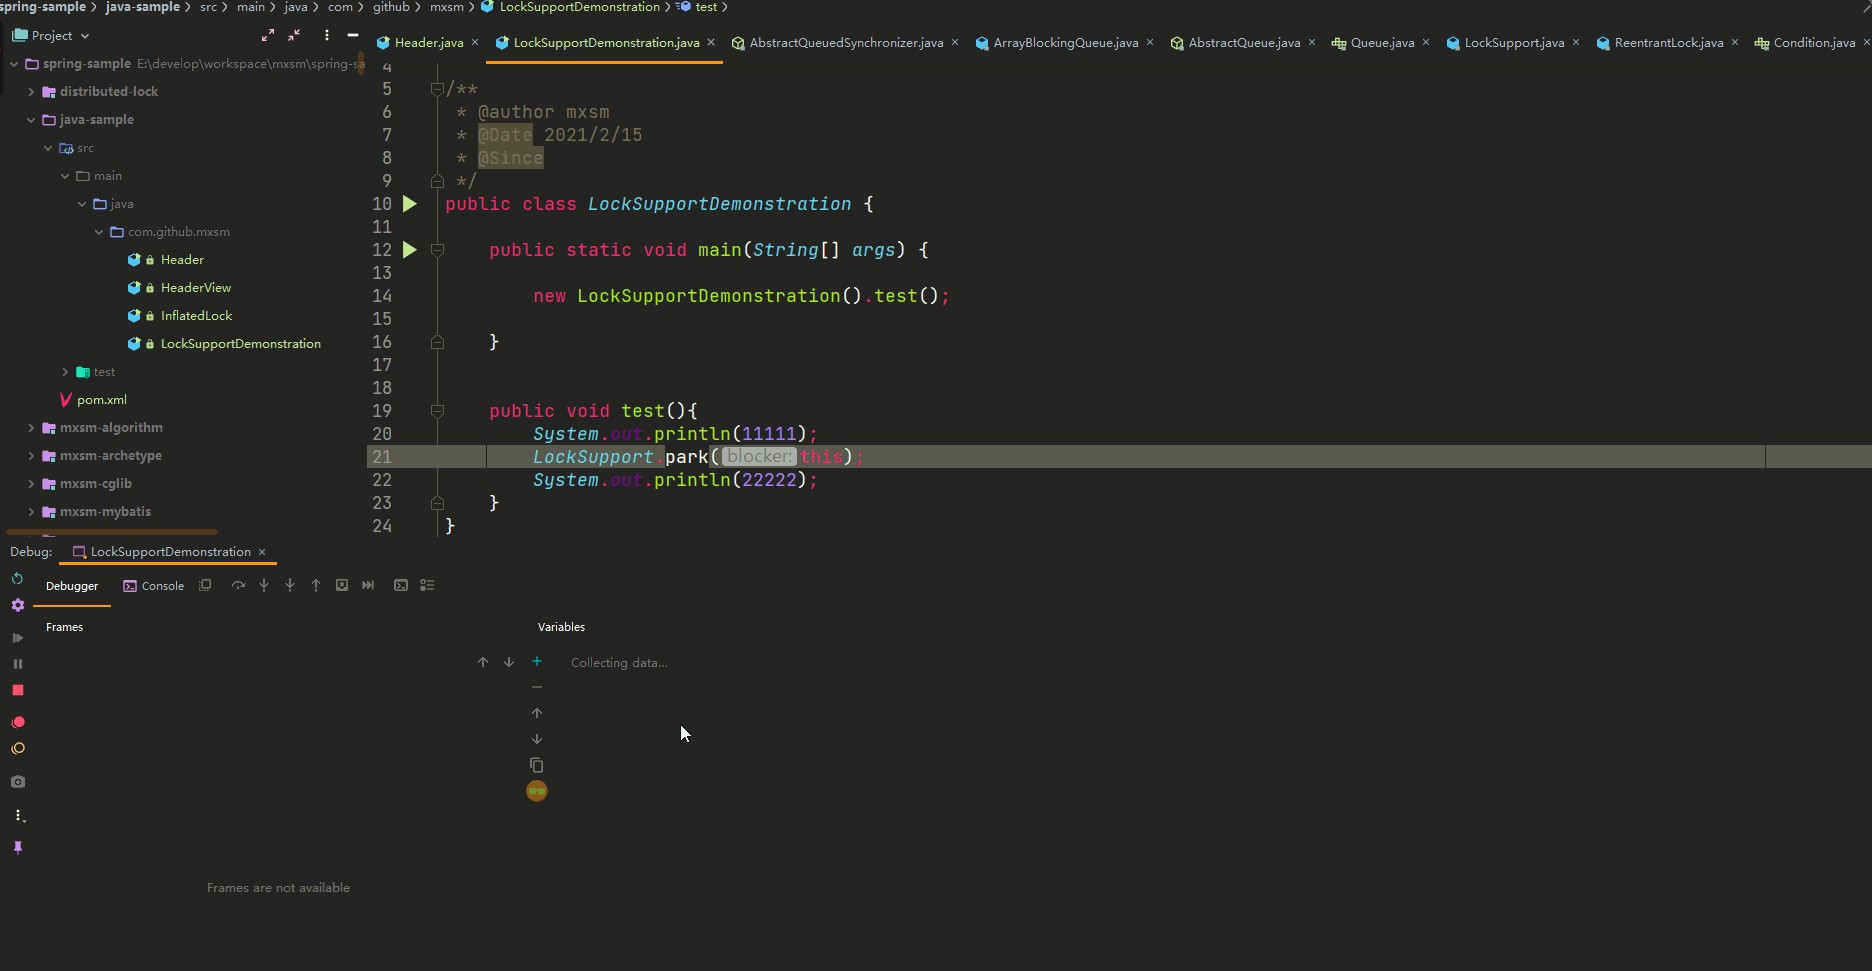 spring-sample > java-sample > src > main > java > com > github > mxsm > LockSupportDemonstration > test >
Project
Header.java LockSupportDemonstration.java AbstractQueuedSynchronizer.java ArrayBlockingQueue.java AbstractQueue.java Queue.java LockSupport.java ReentrantLock.java Condition.java
spring-sample E:\develop\workspace\mxsm\spring-sa
distributed-lock
java-sample
src
main
java
com.github.mxsm
Header
HeaderView
InflatedLock
LockSupportDemonstration
test
pom.xml
mxsm-algorithm
mxsm-archetype
mxsm-cglib
mxsm-mybatis
4
5 /**
6 * @author mxsm
7 * @Date 2021/2/15
8 * @Since
9 */
10 public class LockSupportDemonstration {
11
12 public static void main(String[] args) {
13
14 new LockSupportDemonstration().test();
15
16 }
17
18
19 public void test(){
20 System.out.println(11111);
21 LockSupport.park( blocker: this);
22 System.out.println(22222);
23 }
24 }
Debug: LockSupportDemonstration
Debugger Console
Frames
Variables
Collecting data...
Frames are not available